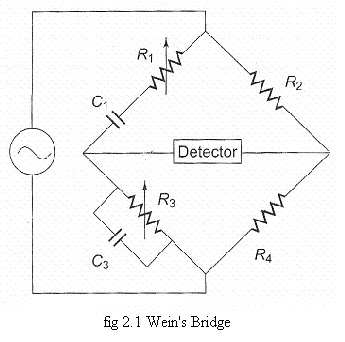 R1
R2
C1
Detector
R3
C3
R4
fig 2.1 Wein's Bridge